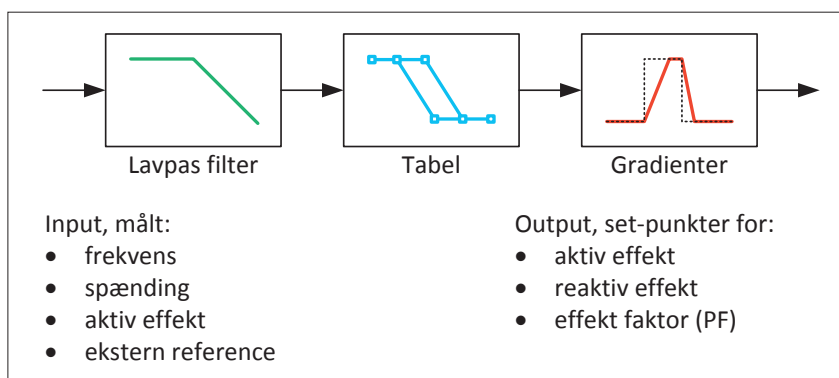 Lavpas filter
Tabel
Gradienter
Input, målt:
• frekvens
• spænding
• aktiv effekt
• ekstern reference
Output, set-punkter for:
• aktiv effekt
• reaktiv effekt
• effekt faktor (PF)